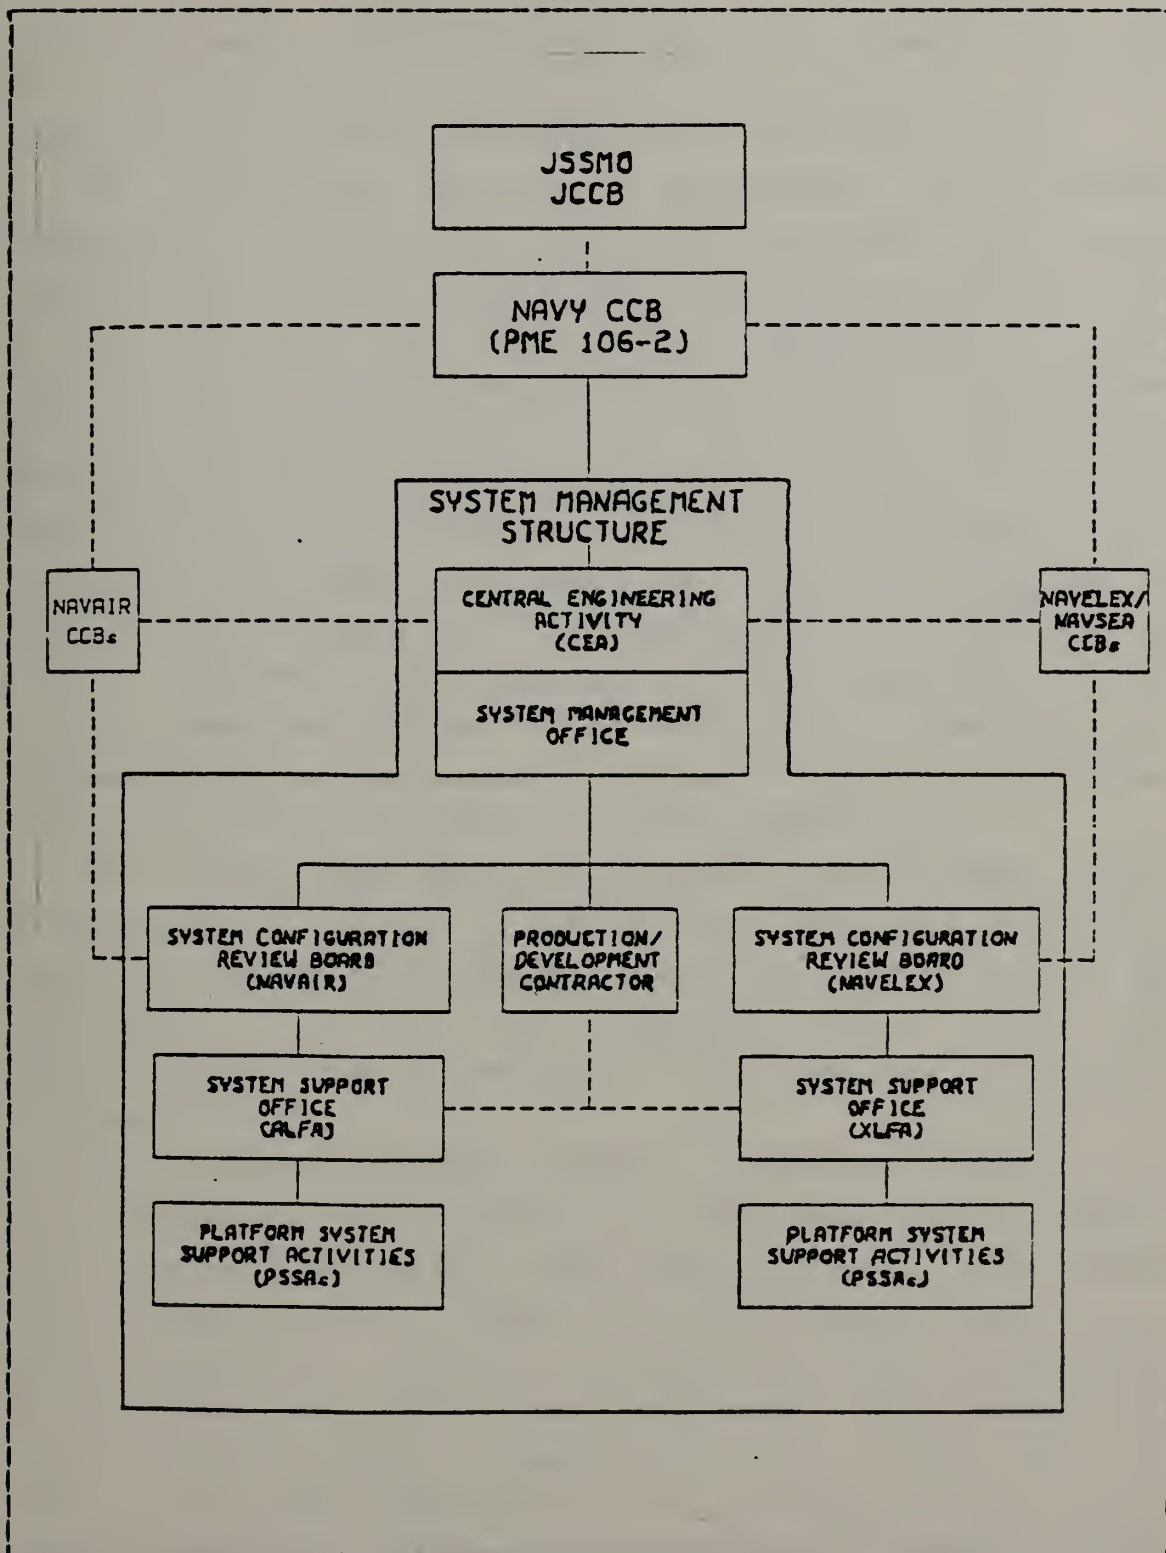 JSSMO
JCCB
NAVY CCB
(PME 106-2)
SYSTEM MANAGEMENT
STRUCTURE
NAVAIR
CCBs
CENTRAL ENGINEERING
ACTIVITY
(CEA)
NAVELEX/
NAVSEA
CCBs
SYSTEM MANAGEMENT
OFFICE
SYSTEM CONFIGURATION
REVIEW BOARD
(NAVAIR)
PRODUCTION/
DEVELOPMENT
CONTRACTOR
SYSTEM CONFIGURATION
REVIEW BOARD
(NAVELEX)
SYSTEM SUPPORT
OFFICE
(ALFA)
SYSTEM SUPPORT
OFFICE
(XLFA)
PLATFORM SYSTEM
SUPPORT ACTIVITIES
(PSSAs)
PLATFORM SYSTEM
SUPPORT ACTIVITIES
(PSSAs)